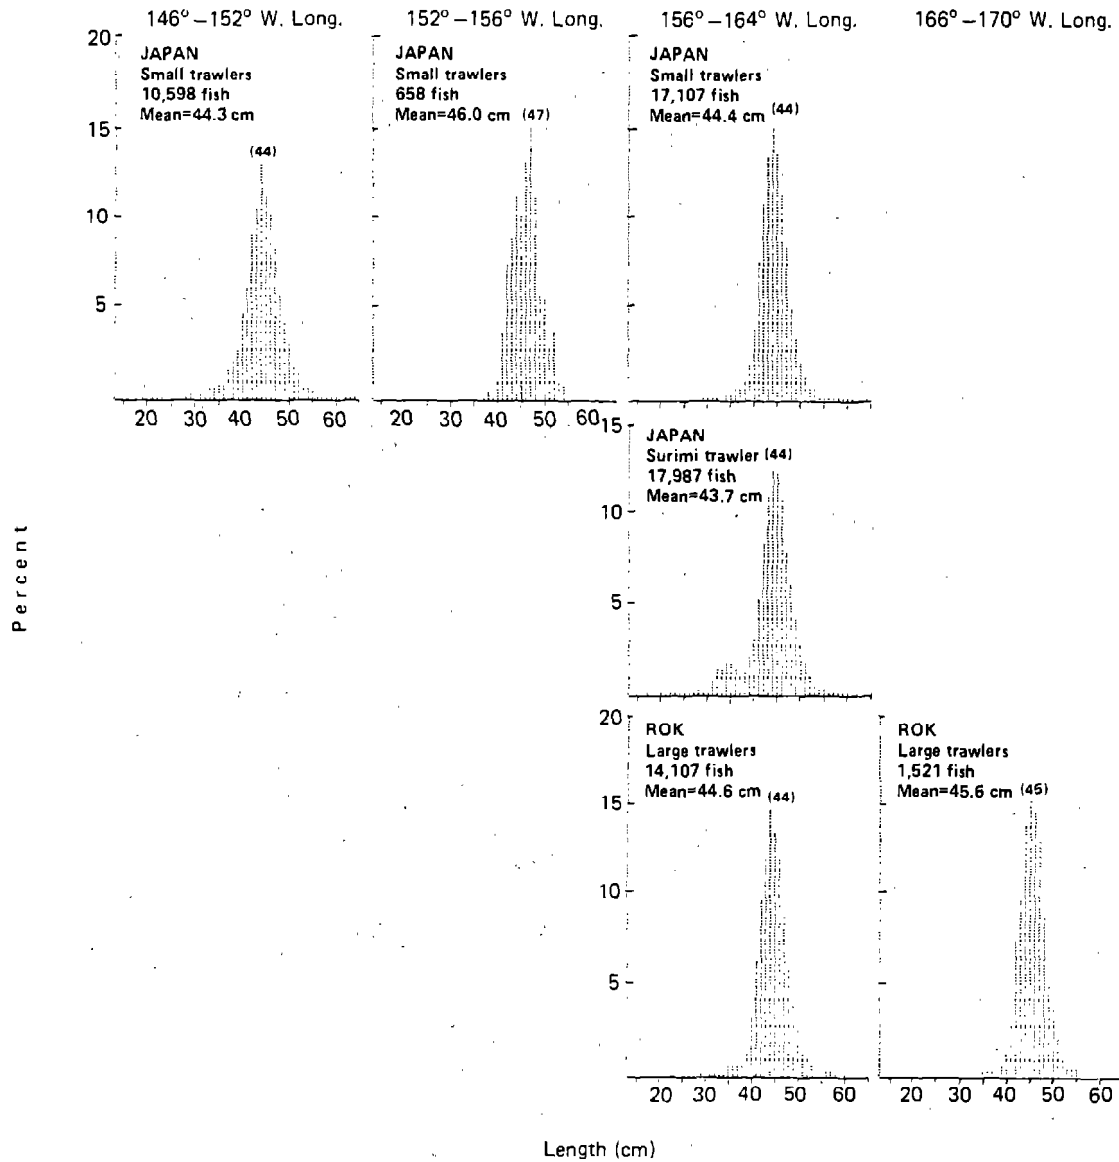 146° –152° W. Long.
152° –156° W. Long.
156° –164° W. Long.
166° –170° W. Long.
20
15
10
5
JAPAN
Small trawlers
10,598 fish
Mean=44.3 cm
(44)
20 30 40 50 60
JAPAN
Small trawlers
658 fish
Mean=46.0 cm (47)
20 30 40 50 60
JAPAN
Small trawlers
17,107 fish
Mean=44.4 cm (44)
15
10
5
JAPAN
Surimi trawler (44)
17,987 fish
Mean=43.7 cm
20
15
10
5
ROK
Large trawlers
14,107 fish
Mean=44.6 cm (44)
20 30 40 50 60
ROK
Large trawlers
1,521 fish
Mean=45.6 cm (45)
20 30 40 50 60
Percent
Length (cm)